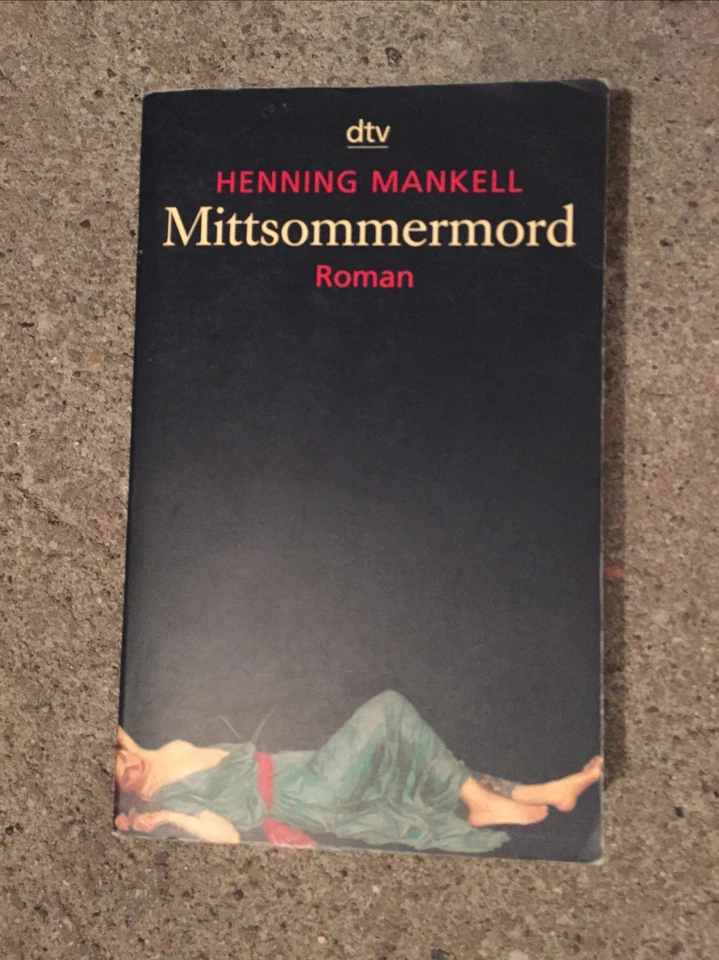 dtv
HENNING MANKELL
Mittsommermord
Roman